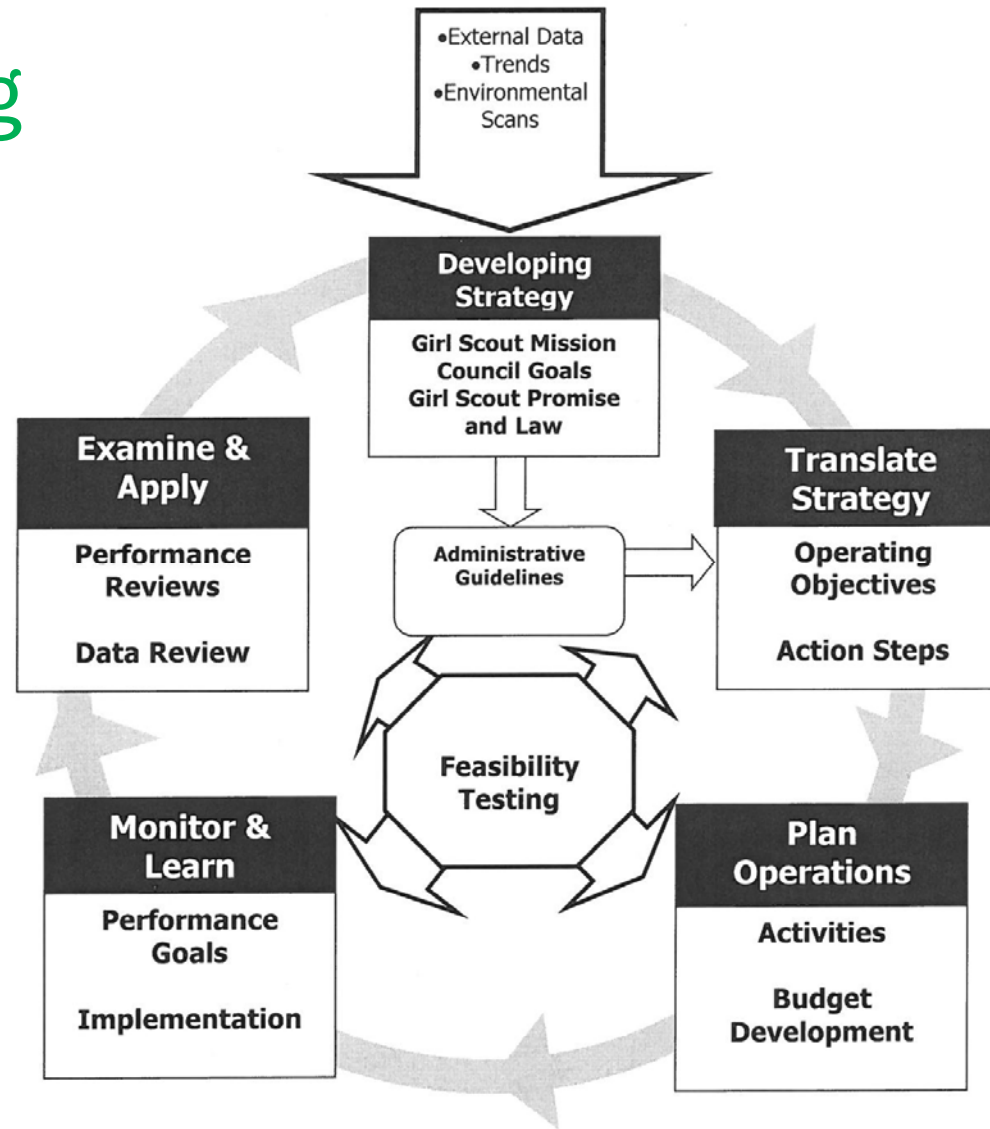 g
•External Data
•Trends
•Environmental
Scans
Developing
Strategy
Girl Scout Mission
Council Goals
Girl Scout Promise
and Law
Administrative
Guidelines
Translate
Strategy
Operating
Objectives
Action Steps
Plan
Operations
Activities
Budget
Development
Monitor &
Learn
Performance
Goals
Implementation
Examine &
Apply
Performance
Reviews
Data Review
Feasibility
Testing